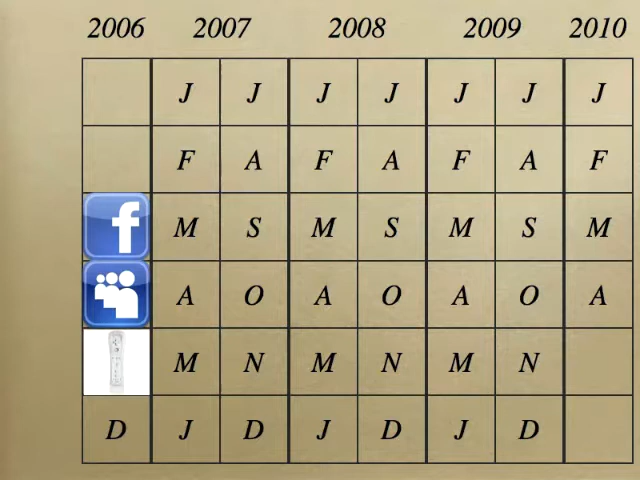 2006 2007 2008 2009 2010
J J J J J J J
F A F A F A F
f M S M S M S M
A O A O A O A
M N M N M N
D J D J D J D